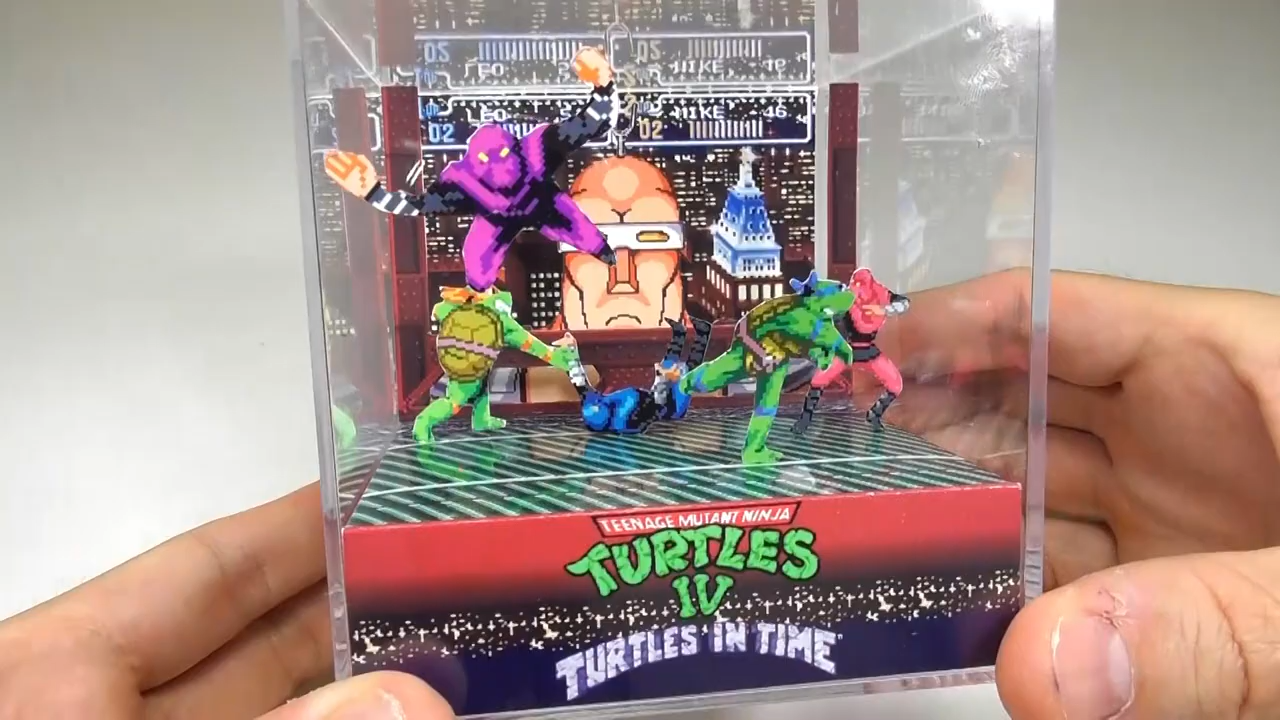 LEO MIKE 46
02 02
TEENAGE MUTANT NINJA
TURTLES
IV
TURTLES IN TIME